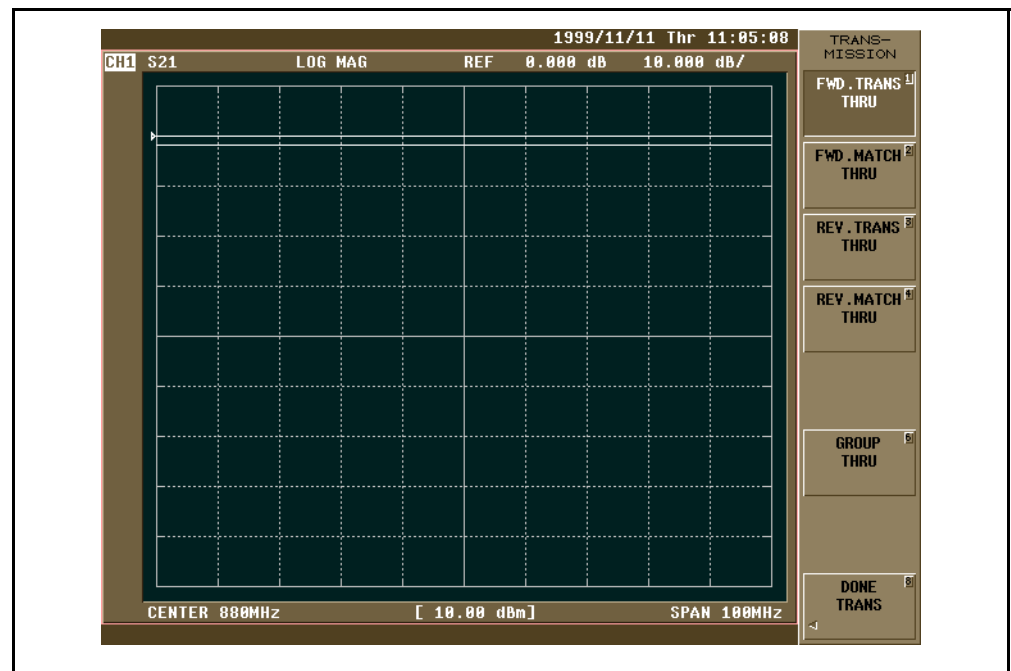 1999/11/11 Thr 11:05:08
CH1 S21 LOG MAG REF 0.000 dB 10.000 dB/
CENTER 880MHz [ 10.00 dBm] SPAN 100MHz
TRANS-
MISSION
FWD.TRANS 1
THRU
FWD.MATCH 2
THRU
REV.TRANS 3
THRU
REV.MATCH 4
THRU
GROUP 6
THRU
DONE 8
TRANS